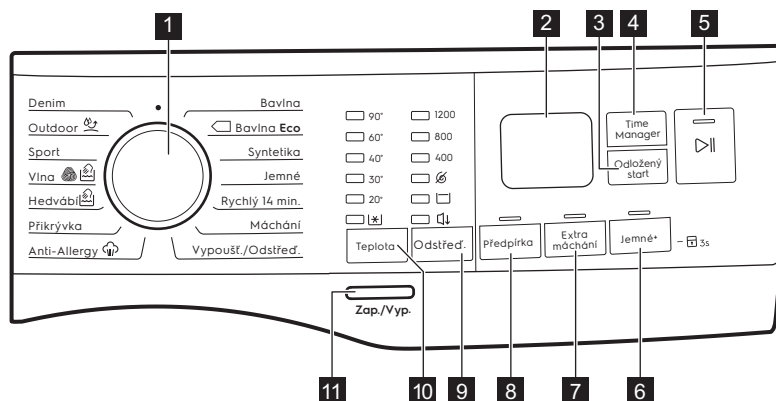 1
2
3
4
5
Denim
Outdoor
Sport
Vlna
Hedvábí
Přikrývka
Anti-Allergy
Bavlna
Bavlna Eco
Syntetika
Jemné
Rychlý 14 min.
Máchání
Vypoušť./Odstřeď.
90°
60°
40°
30°
20°
1200
800
400
Teplota
Odstřeď.
Time
Manager
Odložený
start
Předpírka
Extra
máchání
Jemné+
3s
Zap./Vyp.
11
10
9
8
7
6